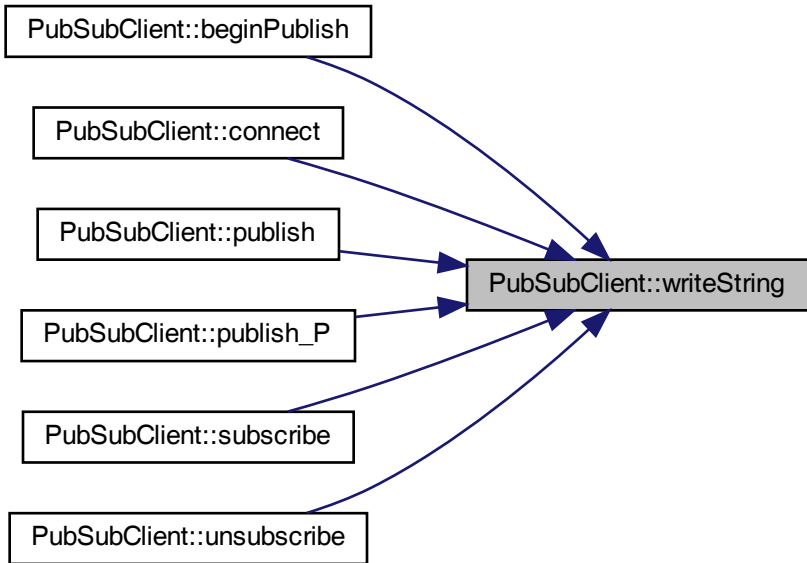 PubSubClient::beginPublish
PubSubClient::connect
PubSubClient::publish
PubSubClient::writeString
PubSubClient::publish_P
PubSubClient::subscribe
PubSubClient::unsubscribe